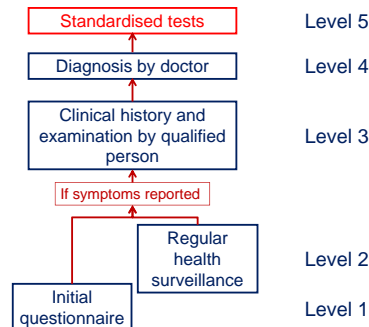 Standardised tests
Level 5
Diagnosis by doctor
Level 4
Clinical history and
examination by qualified
person
Level 3
If symptoms reported
Regular
health
surveillance
Level 2
Initial
questionnaire
Level 1